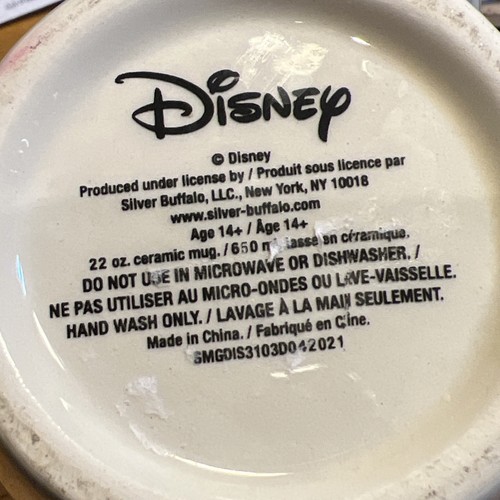 Disney
© Disney
Produced under license by / Produit sous licence par
Silver Buffalo, LLC., New York, NY 10018
www.silver-buffalo.com
Age 14+ / Âge 14+
22 oz. ceramic mug. / 650 en céramique.
DO NOT USE IN MICROWAVE OR DISHWASHER. /
NE PAS UTILISER AU MICRO-ONDES OU LAVE-VAISSELLE.
HAND WASH ONLY. / LAVAGE À LA MAIN SEULEMENT.
Made in China. / Fabriqué en Chine.
SMGDIS3103D042021